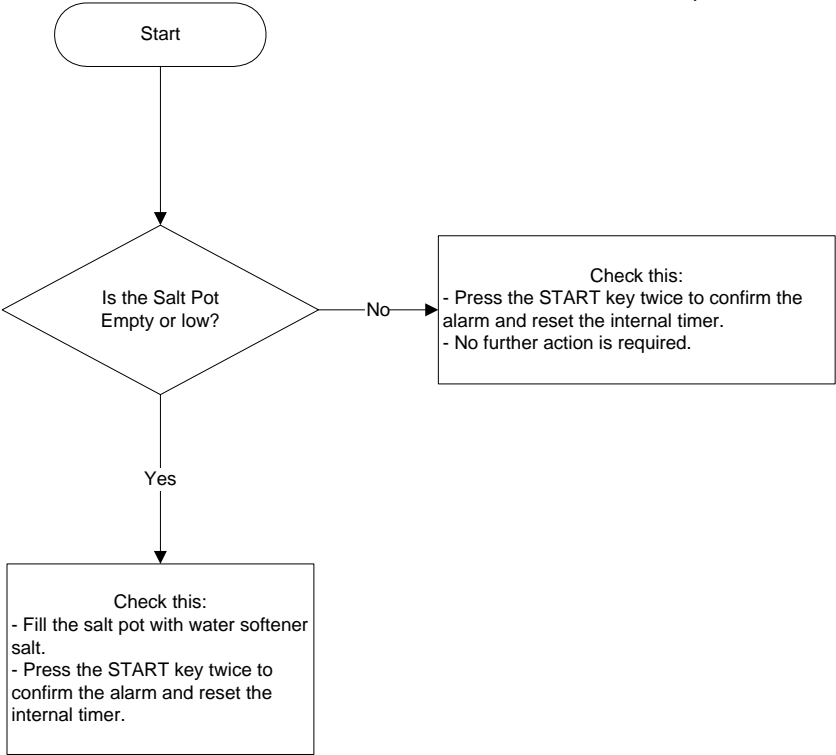 Start
Is the Salt Pot
Empty or low?
No
Check this:
- Press the START key twice to confirm the
alarm and reset the internal timer.
- No further action is required.
Yes
Check this:
- Fill the salt pot with water softener
salt.
- Press the START key twice to
confirm the alarm and reset the
internal timer.